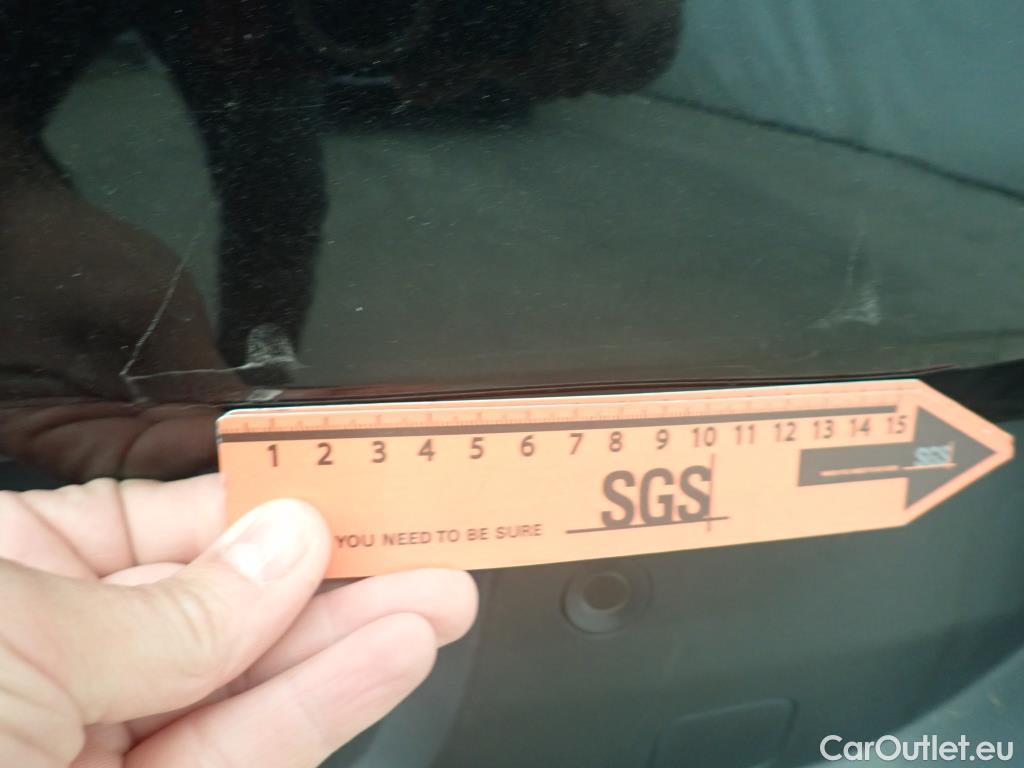 1 2 3 4 5 6 7 8 9 10 11 12 13 14 15
SGS
SGS
YOU NEED TO BE SURE
CarOutlet.eu